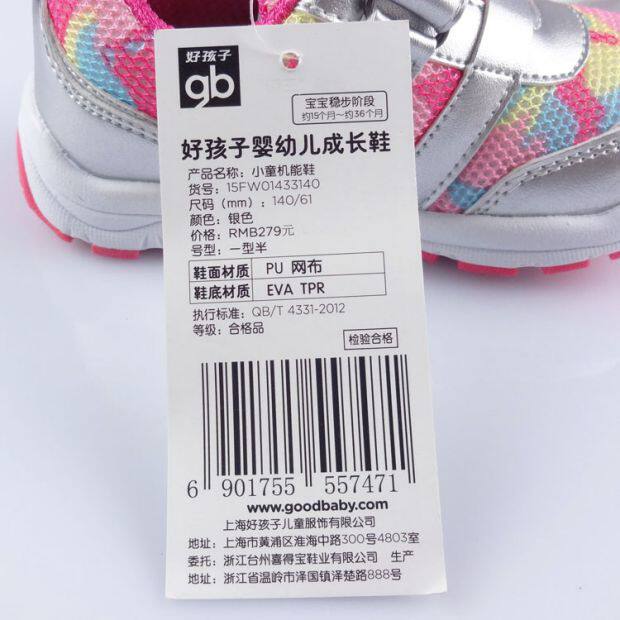 好孩子
gb
宝宝稳步阶段
约15个月~约36个月
好孩子婴幼儿成长鞋
产品名称：小童机能鞋
货号：15FW01433140
尺码（mm）：140/61
颜色：银色
价格：RMB279元
号型：一型半
鞋面材质 PU 网布
鞋底材质 EVA TPR
执行标准：QB/T 4331-2012
等级：合格品
检验合格
6 901755 557471
www.goodbaby.com
上海好孩子儿童服饰有限公司
地址：上海市黄浦区淮海中路300号4803室
委托：浙江台州喜得宝鞋业有限公司 生产
地址：浙江省温岭市泽国镇泽楚路888号